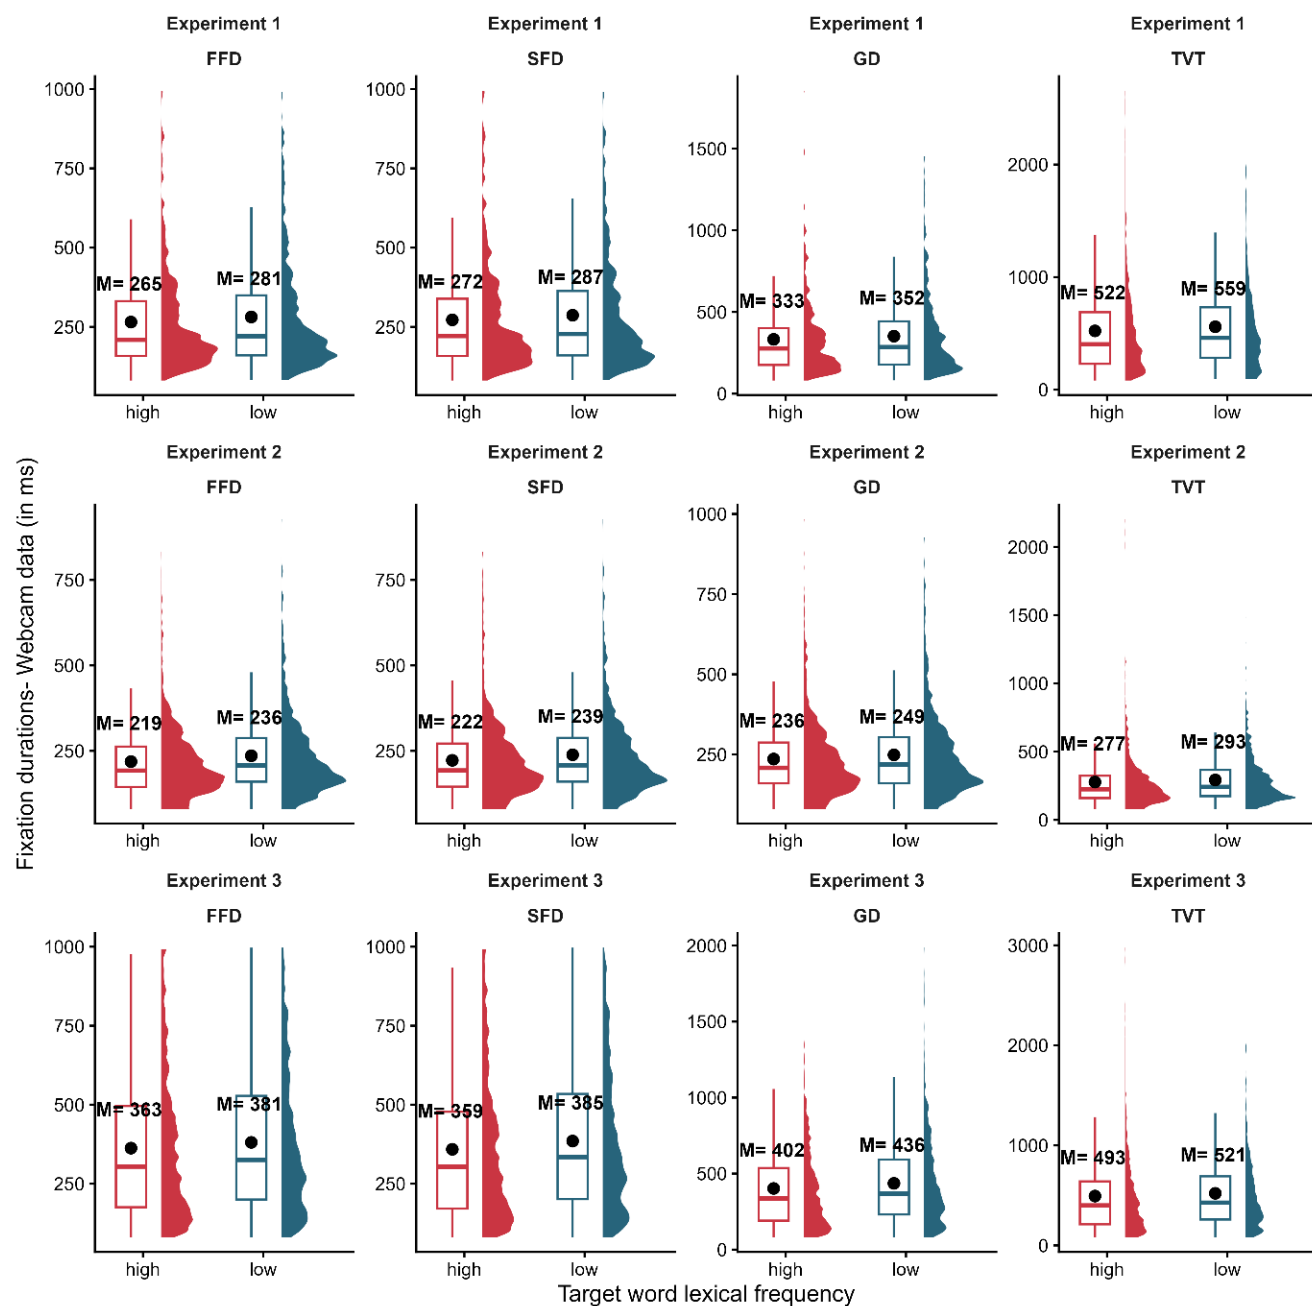 Experiment 1 Experiment 1 Experiment 1 Experiment 1
FFD SFD GD TVT
1000
750
500
250
M= 265 M= 281
high low
1000
750
500
250
M= 272 M= 287
high low
1500
1000
500
0
M= 333 M= 352
high low
2000
1000
0
M= 522 M= 559
high low
Fixation durations- Webcam data (in ms)
Experiment 2 Experiment 2 Experiment 2 Experiment 2
FFD SFD GD TVT
750
500
250
M= 219 M= 236
high low
750
500
250
M= 222 M= 239
high low
1000
750
500
250
M= 236 M= 249
high low
2000
1500
1000
500
0
M= 277 M= 293
high low
Experiment 3 Experiment 3 Experiment 3 Experiment 3
FFD SFD GD TVT
1000
750
500
250
M= 363 M= 381
high low
1000
750
500
250
M= 359 M= 385
high low
2000
1500
1000
500
0
M= 402 M= 436
high low
3000
2000
1000
0
M= 493 M= 521
high low
Target word lexical frequency